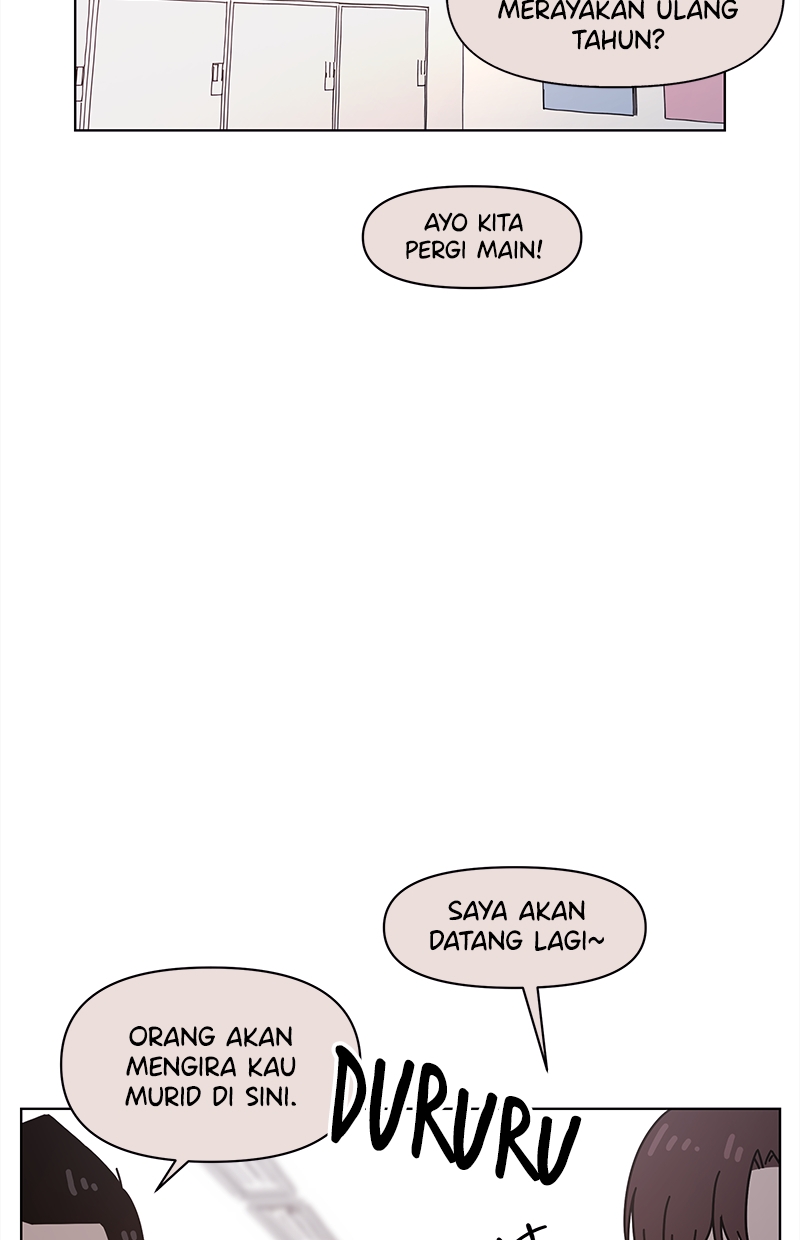 MERAYAKAN ULANG
TAHUN?
AYO KITA
PERGI MAIN!
SAYA AKAN
DATANG LAGI~
ORANG AKAN
MENGIRA KAU
MURID DI SINI.
DURURU